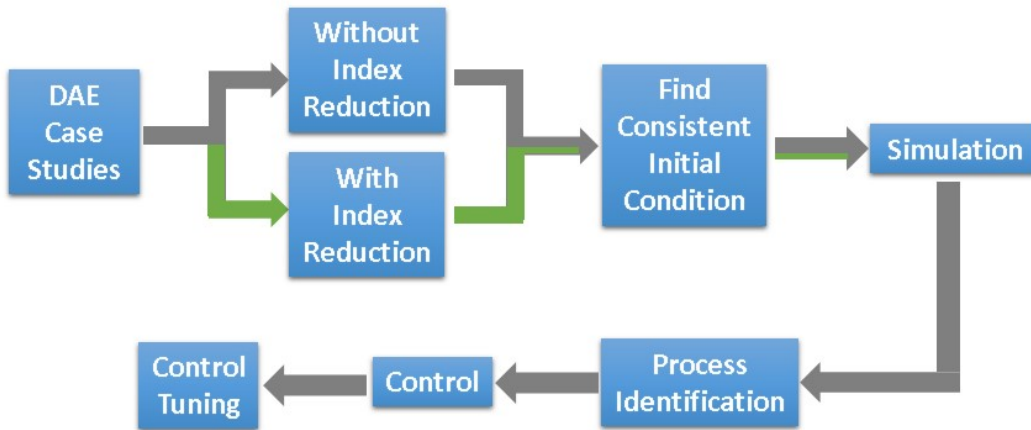 DAE
Case
Studies
Without
Index
Reduction
With
Index
Reduction
Find
Consistent
Initial
Condition
Simulation
Process
Identification
Control
Control
Tuning